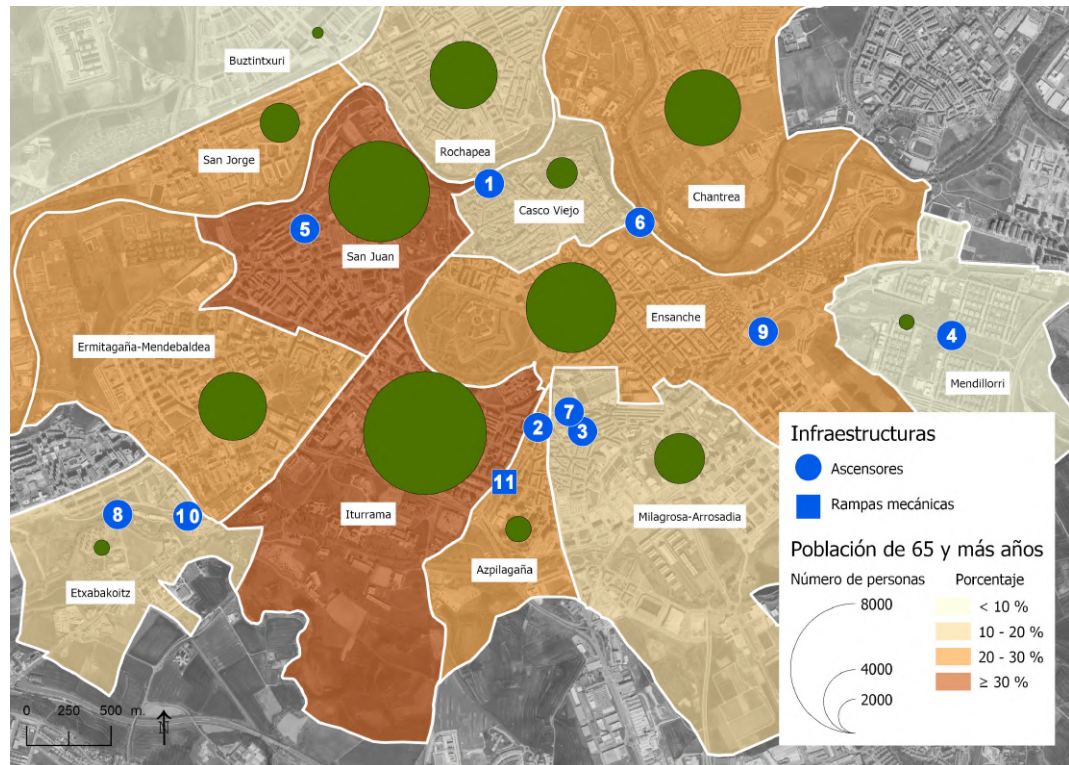 Buztintxuri
San Jorge
Rochapea
1
Casco Viejo
Chantrea
6
5
San Juan
Ensanche
9
4
Mendillorri
Ermitagaña-Mendebaldea
2
7
3
11
Iturrama
Milagrosa-Arrosadia
8
10
Etxabakoitz
Azpilagaña
Infraestructuras
Ascensores
Rampas mecánicas
Población de 65 y más años
Número de personas
Porcentaje
8000
4000
2000
< 10 %
10 - 20 %
20 - 30 %
≥ 30 %
0 250 500 m.
N